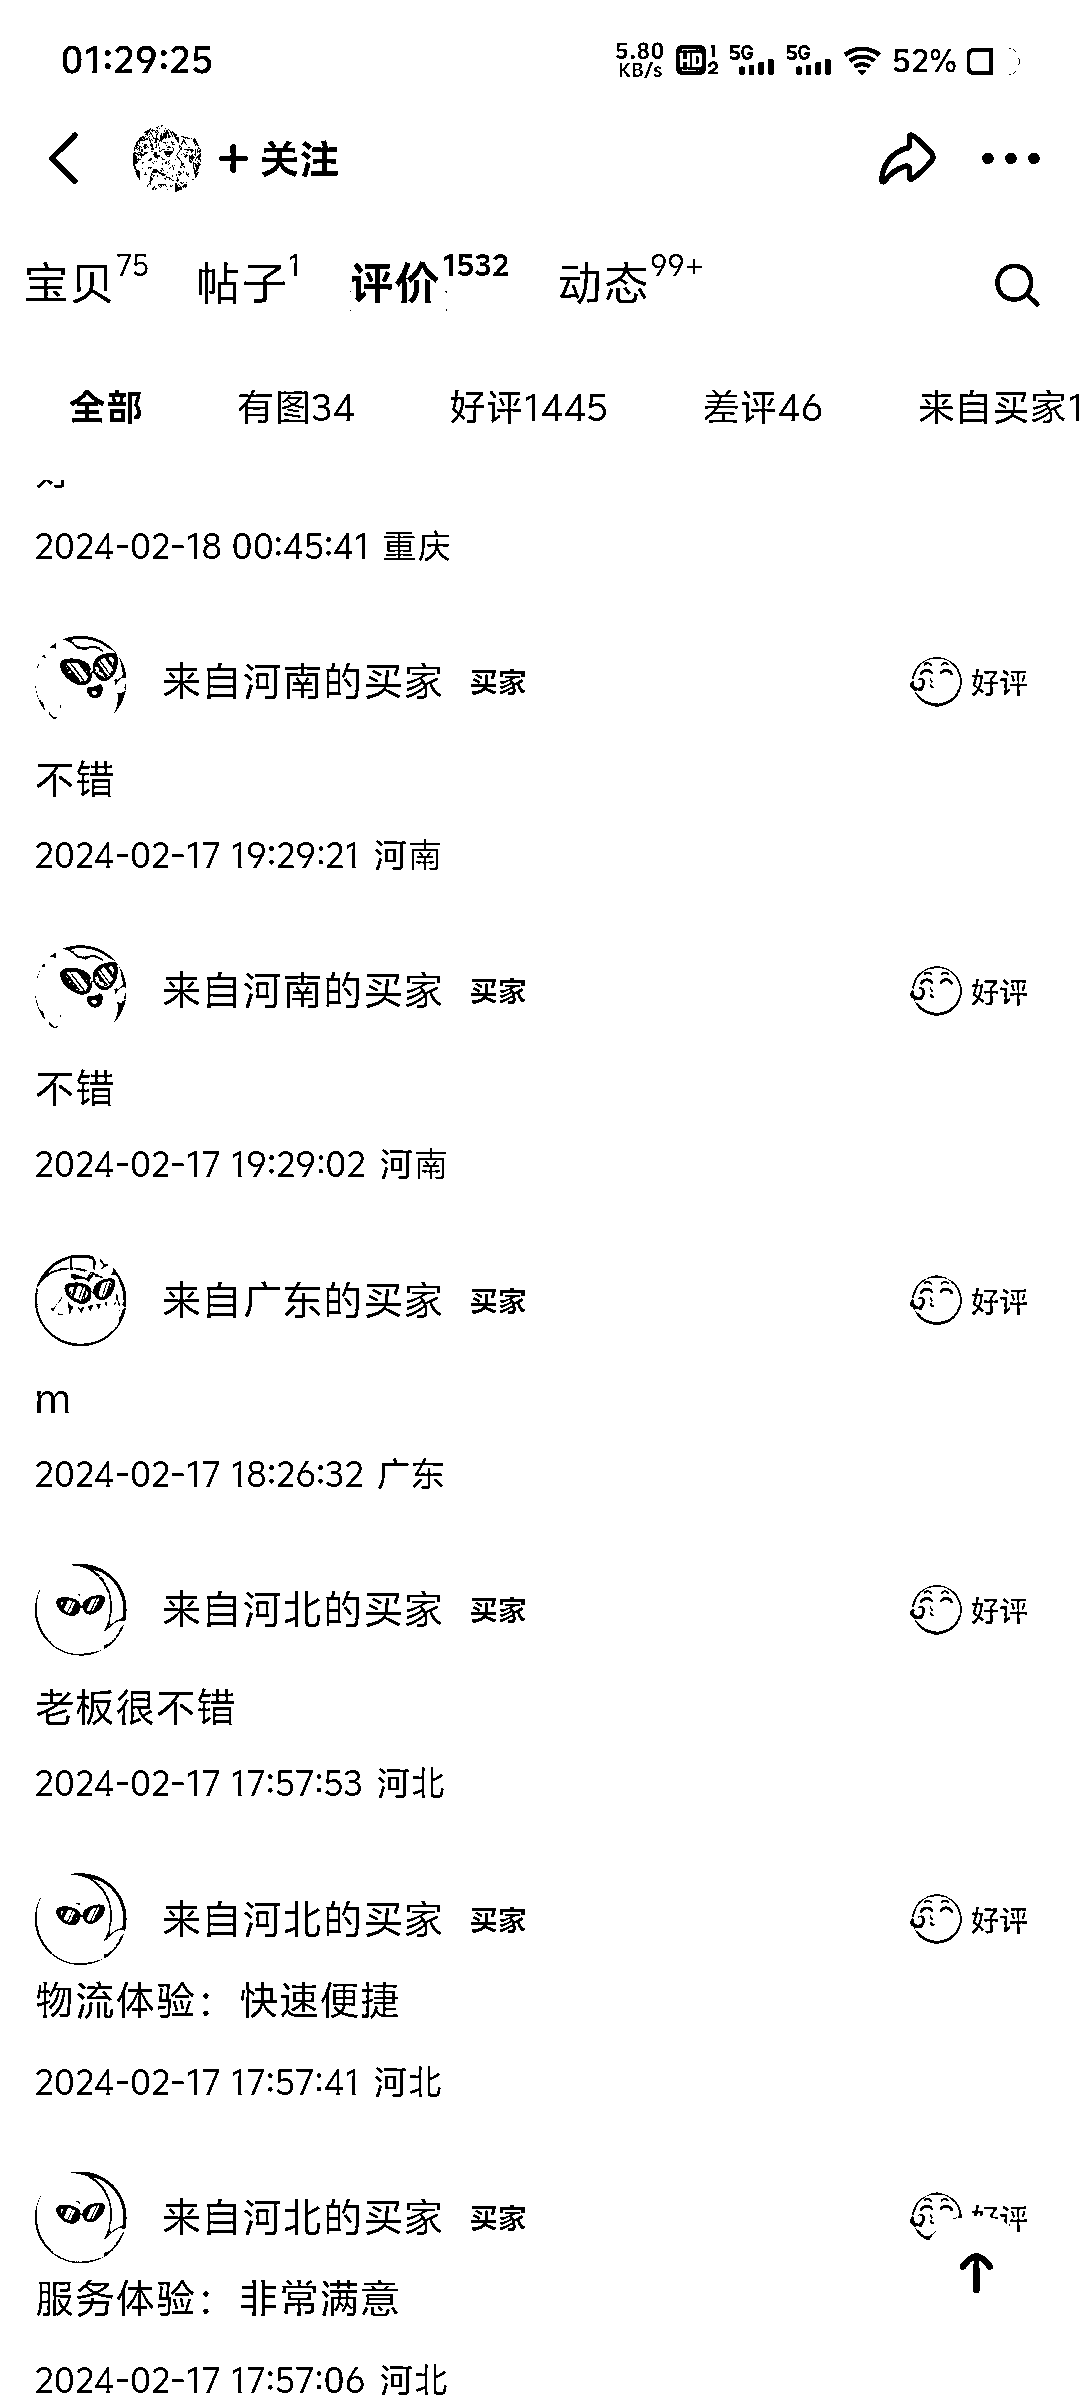 01:29:25 5.80 KB/s HD 1 2 5G 5G 52%
+ 关注
宝贝75 帖子1 评价1532 动态99+
全部 有图34 好评1445 差评46 来自买家1
2024-02-18 00:45:41 重庆
来自河南的买家 买家 好评
不错
2024-02-17 19:29:21 河南
来自河南的买家 买家 好评
不错
2024-02-17 19:29:02 河南
来自广东的买家 买家 好评
m
2024-02-17 18:26:32 广东
来自河北的买家 买家 好评
老板很不错
2024-02-17 17:57:53 河北
来自河北的买家 买家 好评
物流体验：快速便捷
2024-02-17 17:57:41 河北
来自河北的买家 买家 好评
服务体验：非常满意
2024-02-17 17:57:06 河北